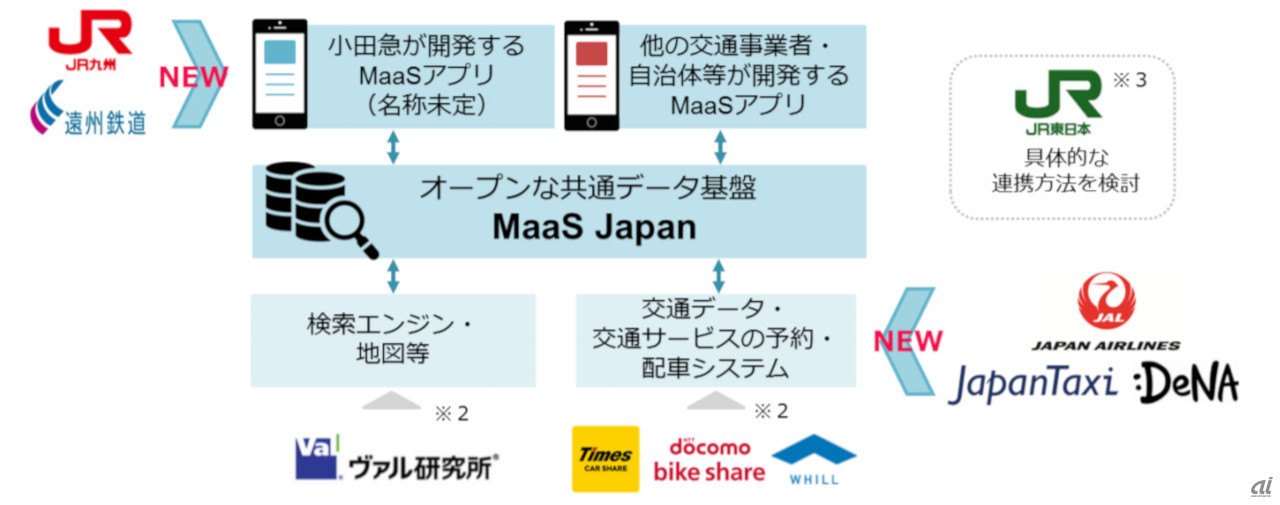 JR
JR九州
遠州鉄道
NEW
小田急が開発する
MaaSアプリ
（名称未定）
他の交通事業者・
自治体等が開発する
MaaSアプリ
JR
※3
JR東日本
具体的な
連携方法を検討
オープンな共通データ基盤
MaaS Japan
検索エンジン・
地図等
交通データ・
交通サービスの予約・
配車システム
NEW
JAL
JAPAN AIRLINES
JapanTaxi :DeNA
※2
※2
Val
ヴァル研究所®
Times
CAR SHARE
NTT
döcomo
bike share
WHILL
ai